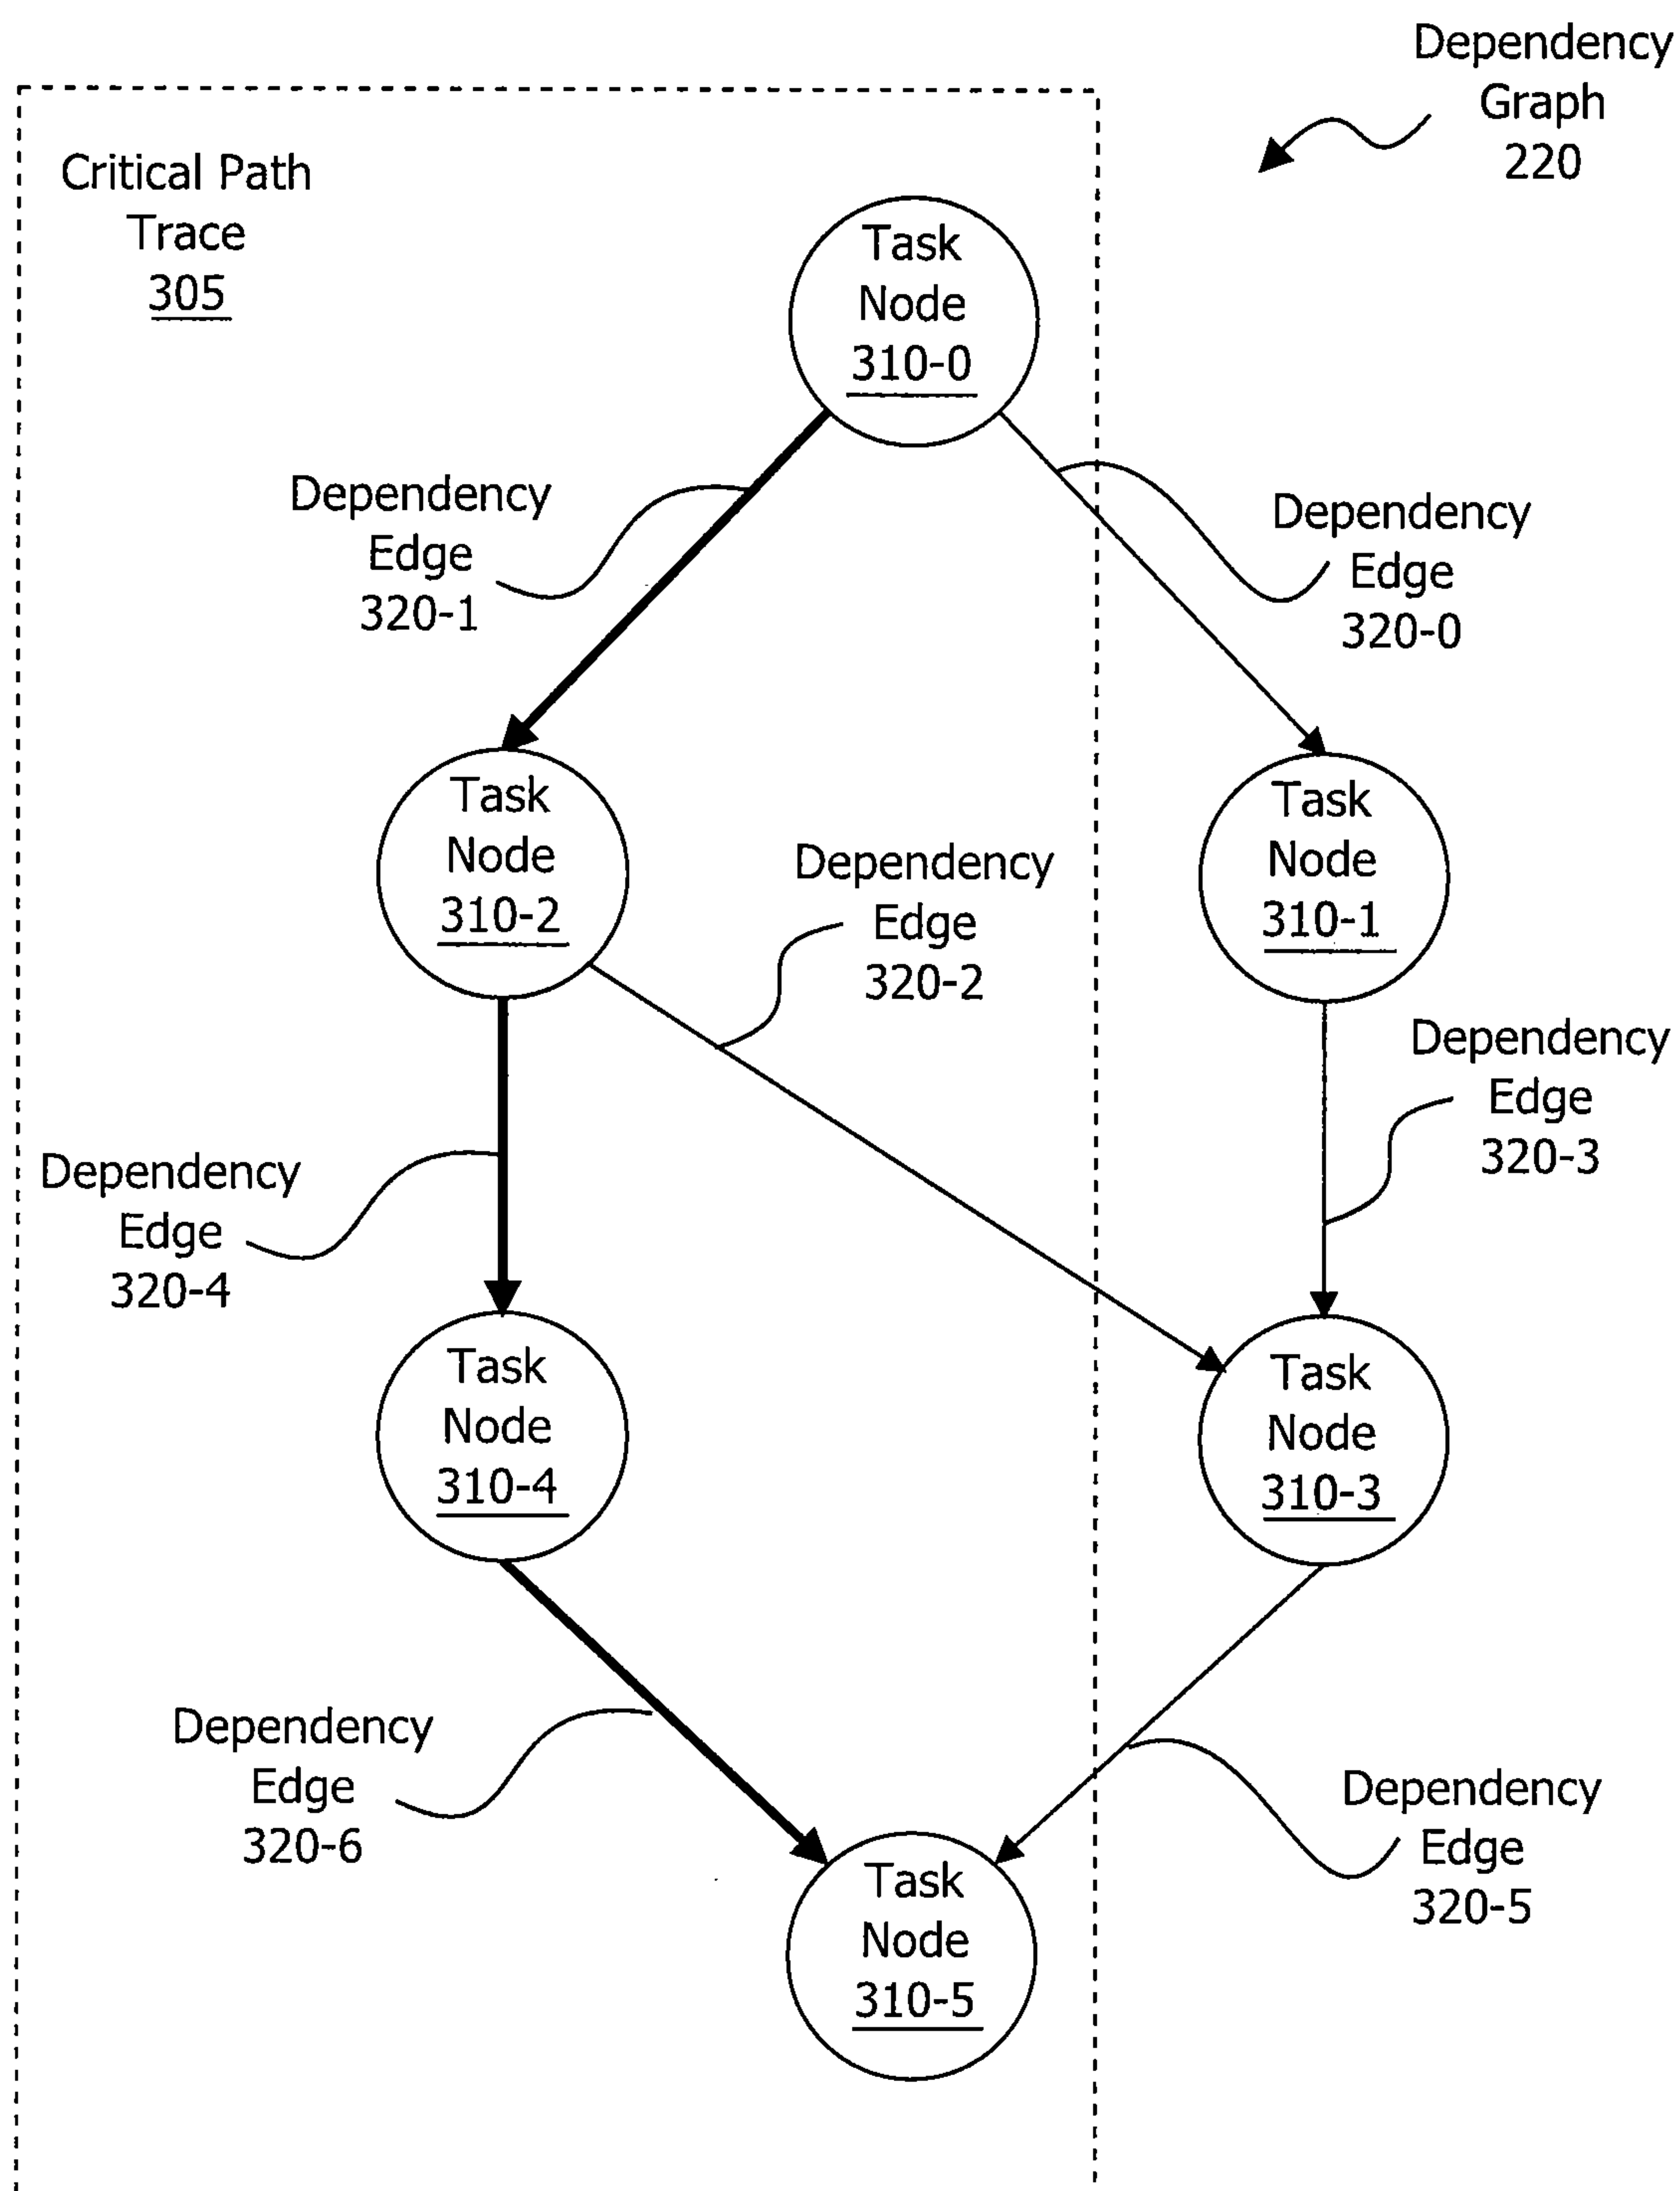 Dependency
Graph
220
Critical Path
Trace
305
Task
Node
310-0
Dependency
Edge
320-1
Dependency
Edge
320-0
Task
Node
310-2
Task
Node
310-1
Dependency
Edge
320-2
Dependency
Edge
320-3
Dependency
Edge
320-4
Task
Node
310-4
Task
Node
310-3
Dependency
Edge
320-6
Dependency
Edge
320-5
Task
Node
310-5